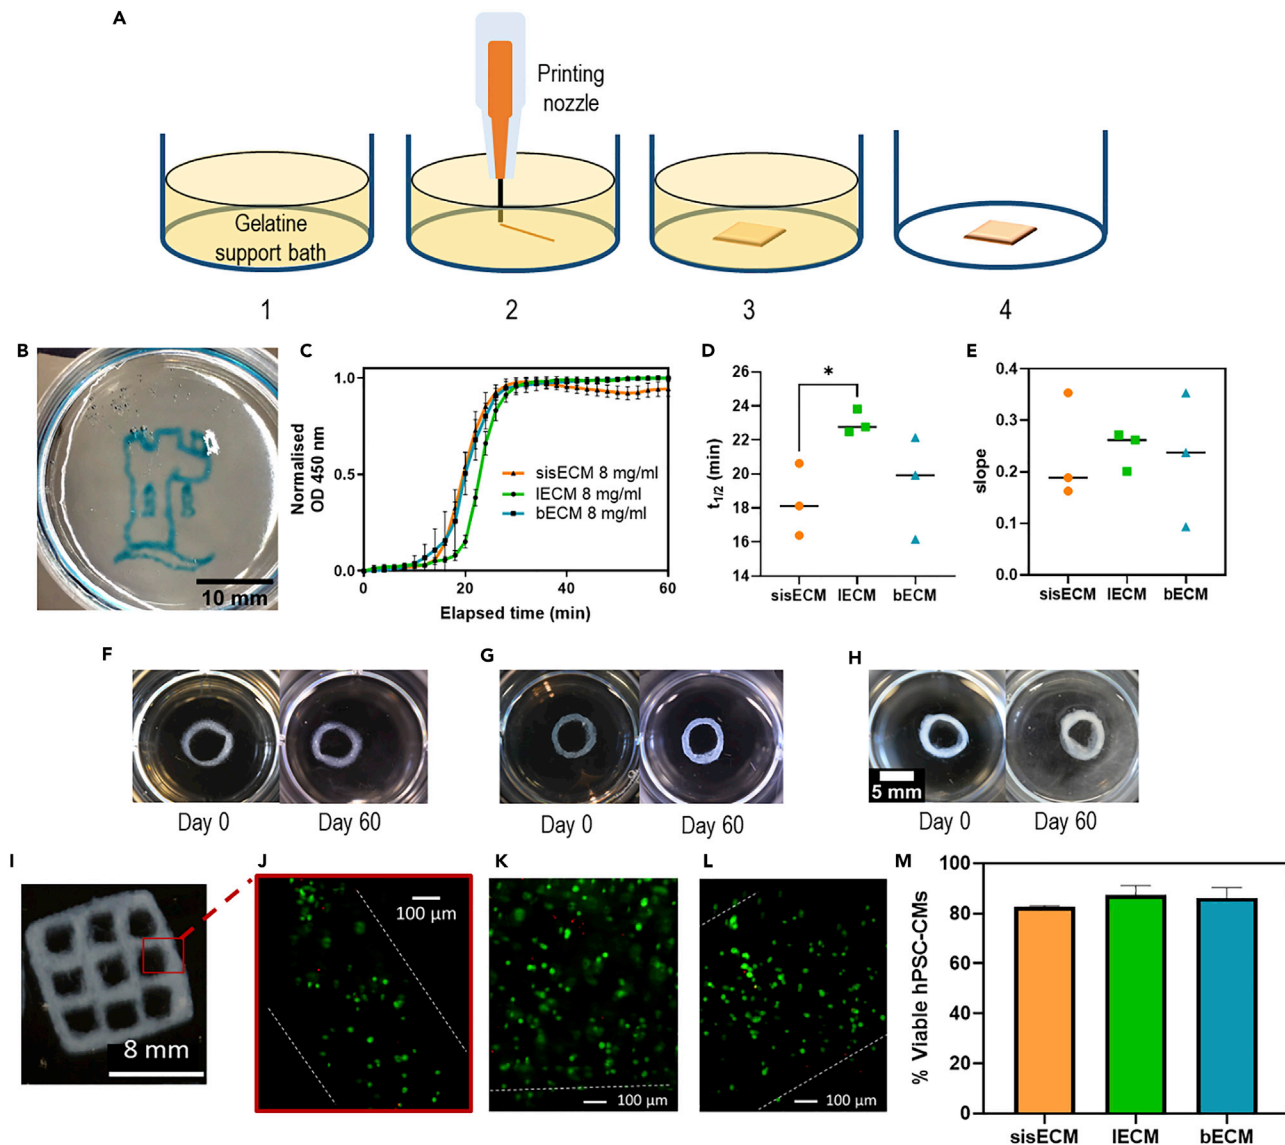 A
Printing
nozzle
Gelatine
support bath
1
2
3
4
B
10 mm
C
Normalised
OD 450 nm
1.0
0.5
0.0
0
20
40
60
Elapsed time (min)
sisECM 8 mg/ml
lECM 8 mg/ml
bECM 8 mg/ml
D
*
t1/2 (min)
26
24
22
20
18
16
14
sisECM
lECM
bECM
E
slope
0.4
0.3
0.2
0.1
0.0
sisECM
lECM
bECM
F
Day 0
Day 60
G
Day 0
Day 60
H
5 mm
Day 0
Day 60
I
8 mm
J
100 µm
K
100 µm
L
100 µm
M
% Viable hPSC-CMs
100
80
60
40
20
0
sisECM
lECM
bECM